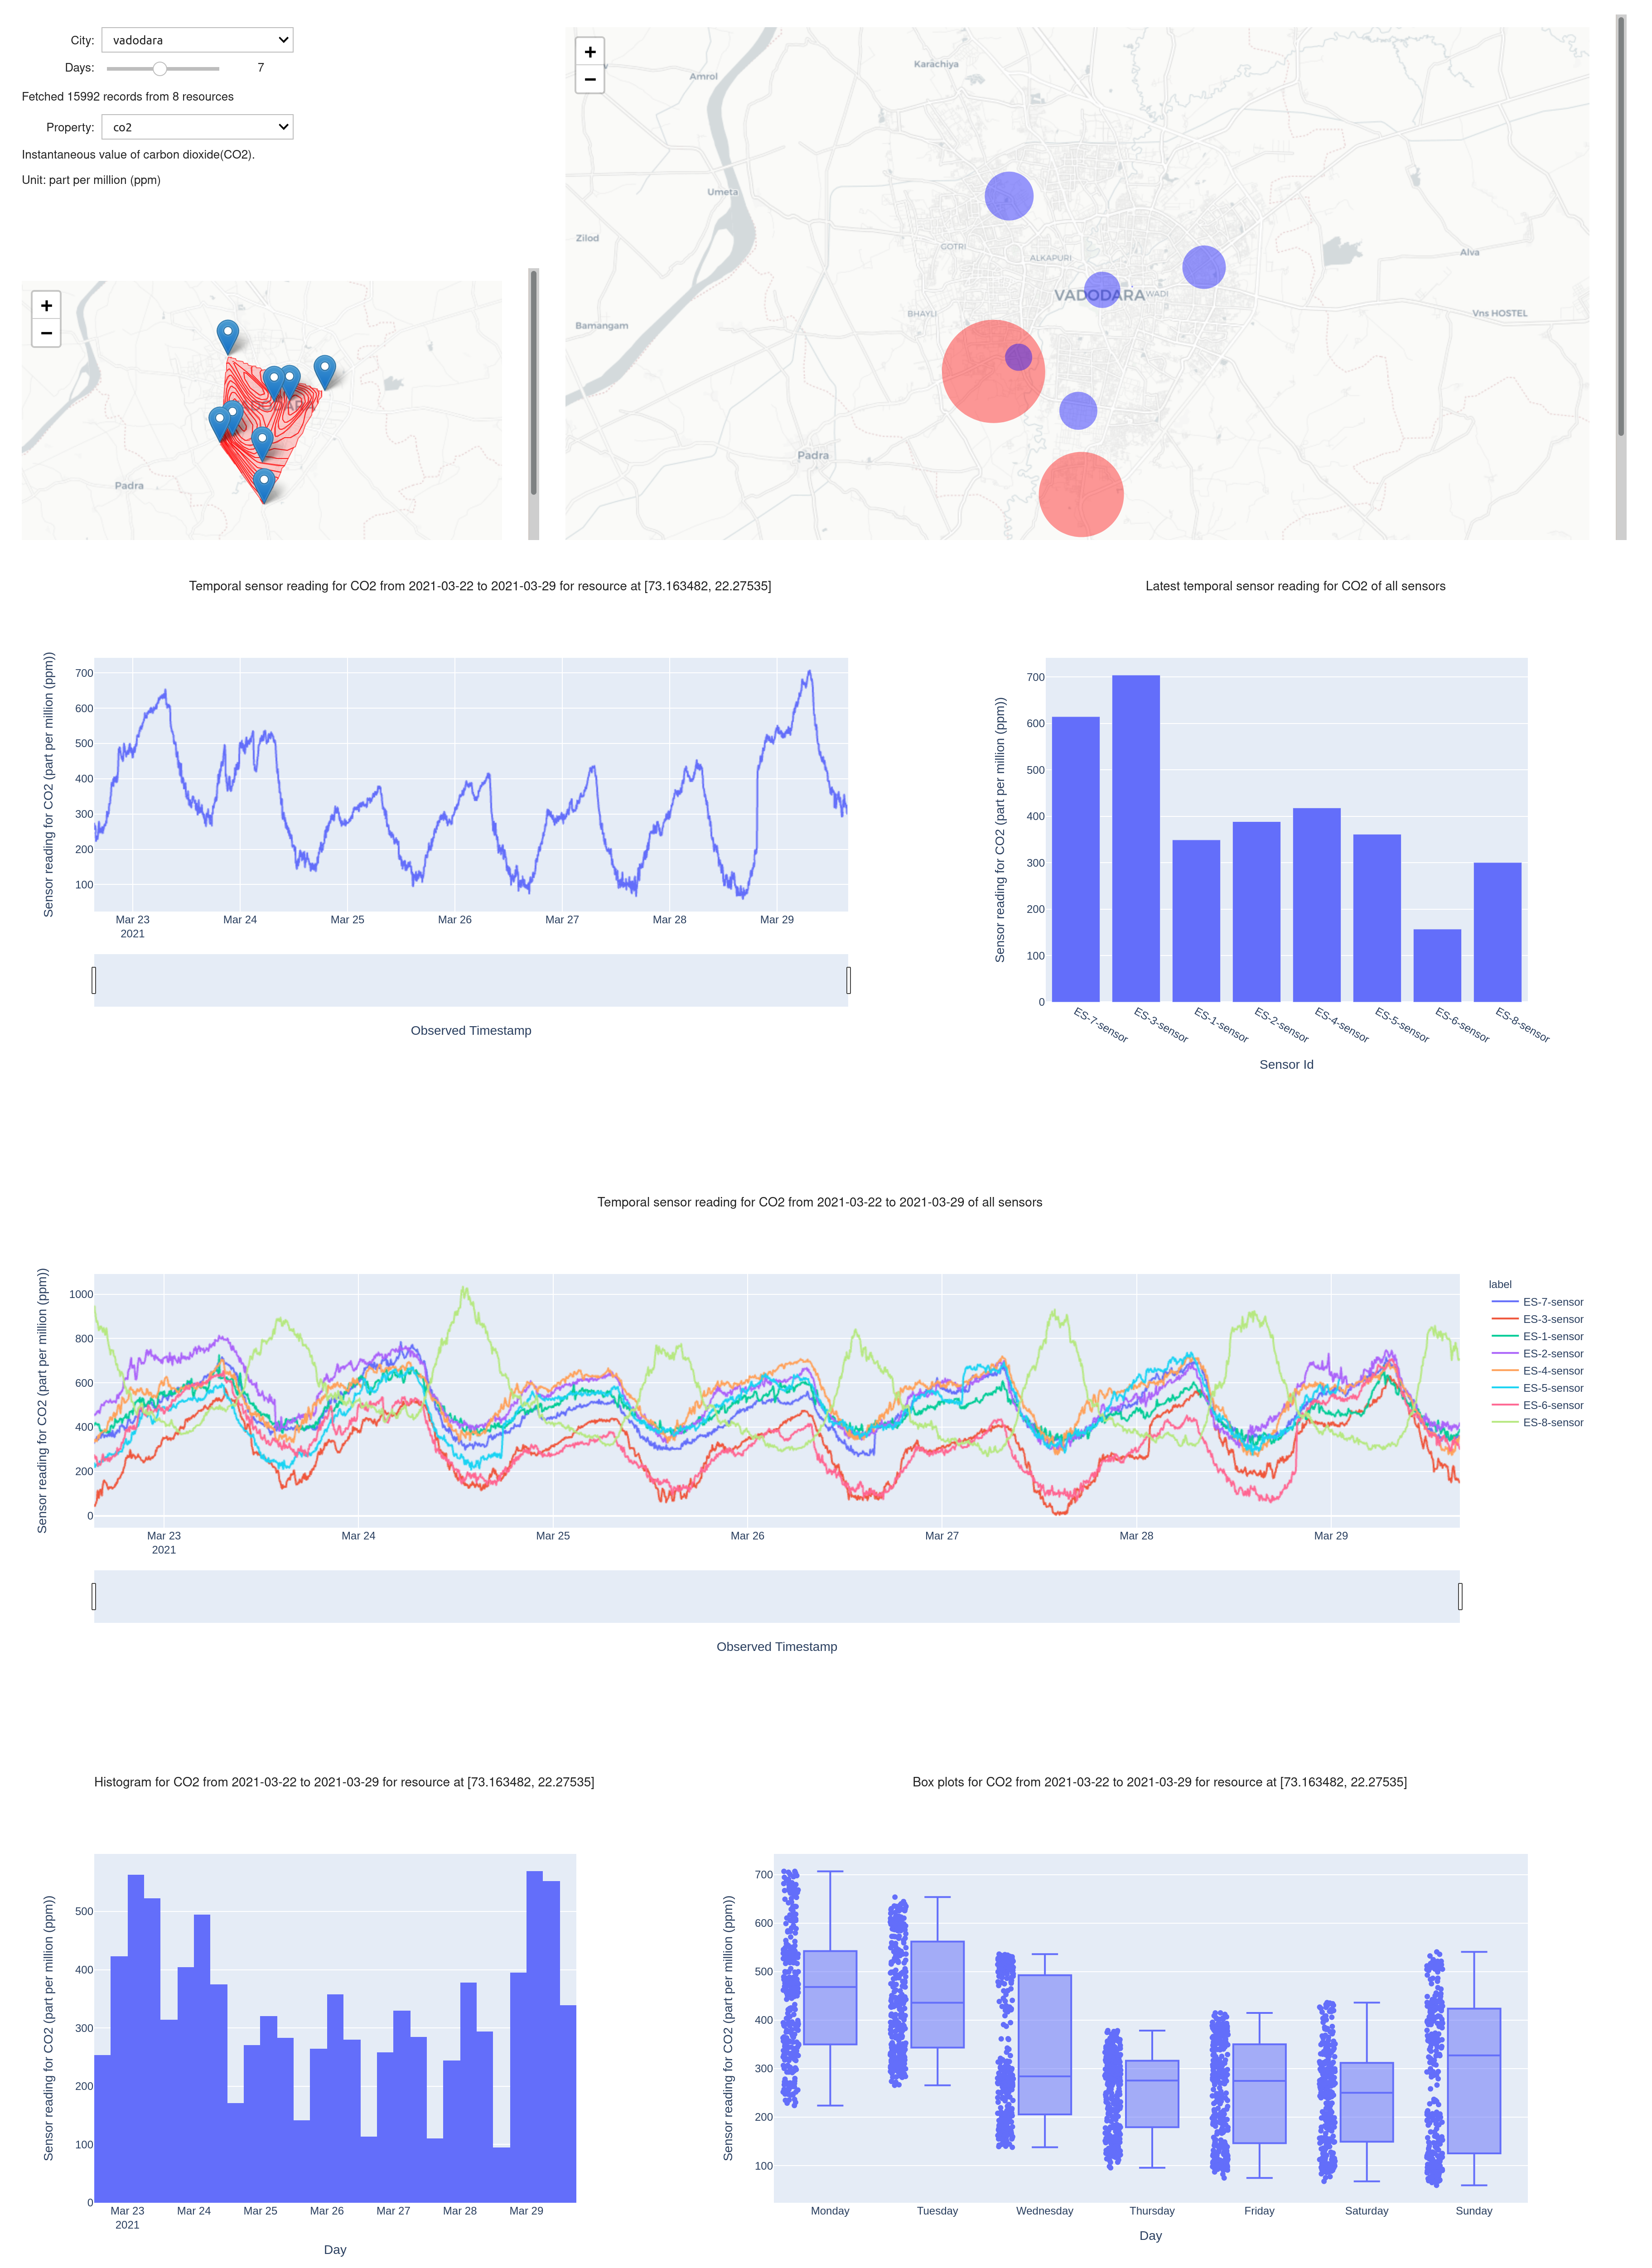 City: vadodara
Days: 7
Fetched 15992 records from 8 resources
Property: co2
Instantaneous value of carbon dioxide(CO2).
Unit: part per million (ppm)
+
−
Padra
+
−
Amrol
Karachiya
Umeta
Zilod
GOTRI
ALKAPURI
Alva
VADODARA
WADI
BHAYLI
Vns HOSTEL
Bamangam
Padra
Temporal sensor reading for CO2 from 2021-03-22 to 2021-03-29 for resource at [73.163482, 22.27535]
Sensor reading for CO2 (part per million (ppm))
700
600
500
400
300
200
100
Mar 23 Mar 24 Mar 25 Mar 26 Mar 27 Mar 28 Mar 29
2021
Observed Timestamp
Latest temporal sensor reading for CO2 of all sensors
Sensor reading for CO2 (part per million (ppm))
700
600
500
400
300
200
100
0
ES-7-sensor ES-3-sensor ES-1-sensor ES-2-sensor ES-4-sensor ES-5-sensor ES-6-sensor ES-8-sensor
Sensor Id
Temporal sensor reading for CO2 from 2021-03-22 to 2021-03-29 of all sensors
Sensor reading for CO2 (part per million (ppm))
1000
800
600
400
200
0
Mar 23 Mar 24 Mar 25 Mar 26 Mar 27 Mar 28 Mar 29
2021
Observed Timestamp
label
ES-7-sensor
ES-3-sensor
ES-1-sensor
ES-2-sensor
ES-4-sensor
ES-5-sensor
ES-6-sensor
ES-8-sensor
Histogram for CO2 from 2021-03-22 to 2021-03-29 for resource at [73.163482, 22.27535]
Sensor reading for CO2 (part per million (ppm))
500
400
300
200
100
0
Mar 23 Mar 24 Mar 25 Mar 26 Mar 27 Mar 28 Mar 29
2021
Day
Box plots for CO2 from 2021-03-22 to 2021-03-29 for resource at [73.163482, 22.27535]
Sensor reading for CO2 (part per million (ppm))
700
600
500
400
300
200
100
Monday Tuesday Wednesday Thursday Friday Saturday Sunday
Day